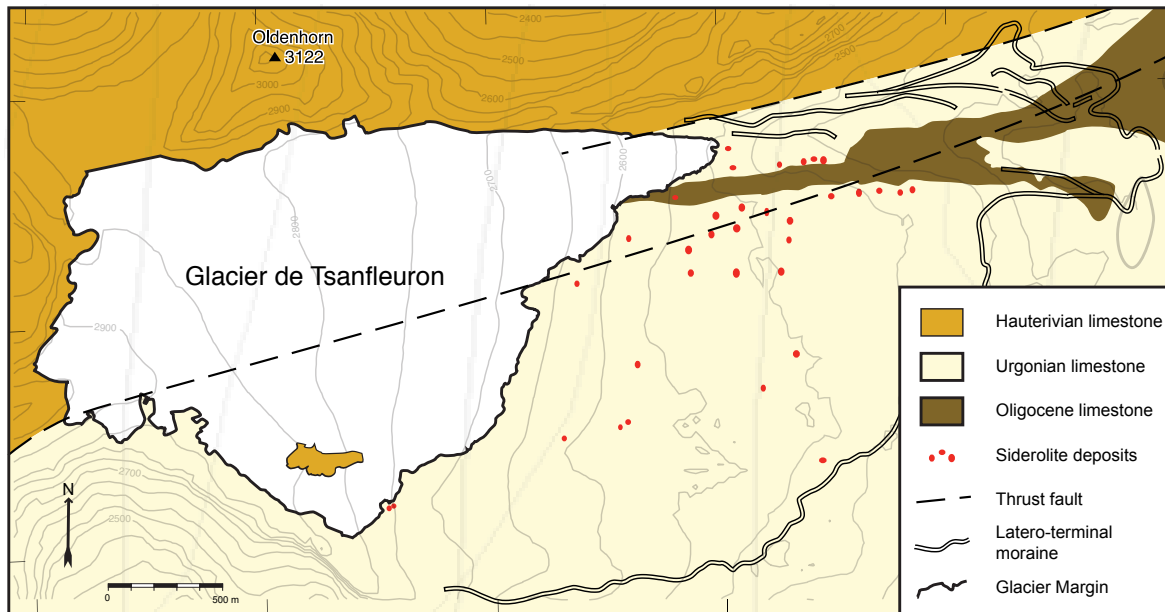 Oldenhorn
3122
2400
2500
2700
2500
3000
2900
2600
2600
2700
2800
2900
Glacier de Tsanfleuron
2700
2500
N
0
500 m
Hauterivian limestone
Urgonian limestone
Oligocene limestone
Siderolite deposits
Thrust fault
Latero-terminal
moraine
Glacier Margin